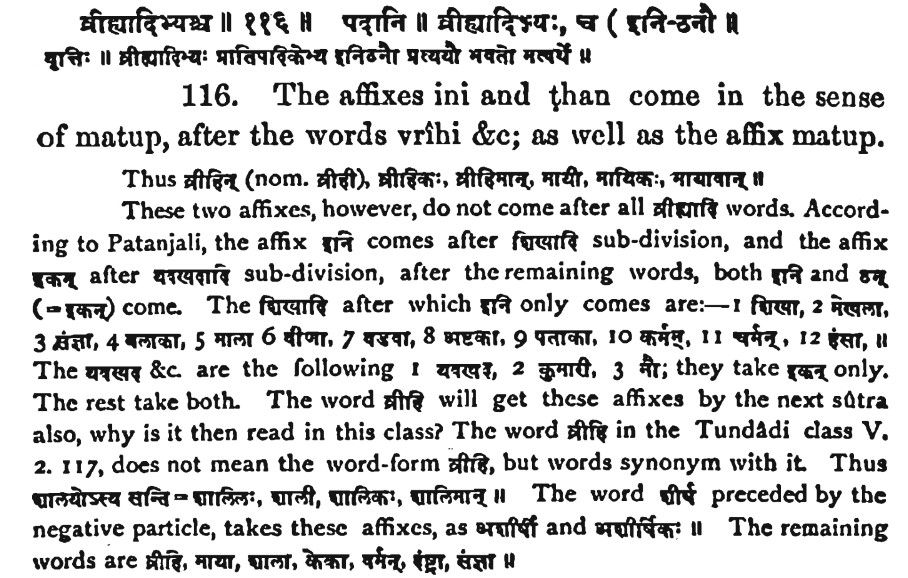 व्रीह्यादिभ्यश्च ॥ ११६ ॥ पदानि ॥ व्रीह्यादिभ्यः, च ( इनि-ठनौ ॥
वृत्तिः ॥ व्रीह्यादिभ्यः प्रातिपदिकेभ्य इनिठनौ प्रत्ययौ भवतो मत्वर्थे ॥
116. The affixes ini and ṭhan come in the sense
of matup, after the words vrîhi &c; as well as the affix matup.
Thus व्रीहिन् (nom. व्रीही), व्रीहिकः, व्रीहिमान्, मायी, मायिकः, मायावान् ॥
These two affixes, however, do not come after all व्रीह्यादि words. Accord-
ing to Patanjali, the affix इनि comes after शिखादि sub-division, and the affix
इकन् after यवखदादि sub-division, after the remaining words, both इनि and ठन्
(=इकन्) come. The शिखादि after which इनि only comes are:—1 शिखा, 2 मेखला,
3 संज्ञा, 4 बलाका, 5 माला 6 वीणा, 7 वडवा, 8 अष्टका, 9 पताका, 10 कर्मन्, 11 चर्मन्, 12 हंसा, ॥
The यवखद &c. are the following 1 यवखद, 2 कुमारी, 3 नौ; they take इकन् only.
The rest take both. The word व्रीहि will get these affixes by the next sûtra
also, why is it then read in this class? The word व्रीहि in the Tundâdi class V.
2. 117, does not mean the word-form व्रीहि, but words synonym with it. Thus
शालयोऽस्य सन्ति = शालिलः, शाली, शालिकः, शालिमान् ॥ The word शीर्ष preceded by the
negative particle, takes these affixes, as अशीर्षी and अशीर्षिकः ॥ The remaining
words are व्रीहि, माया, शाला, केका, वर्मन्, दंष्ट्रा, संज्ञा ॥